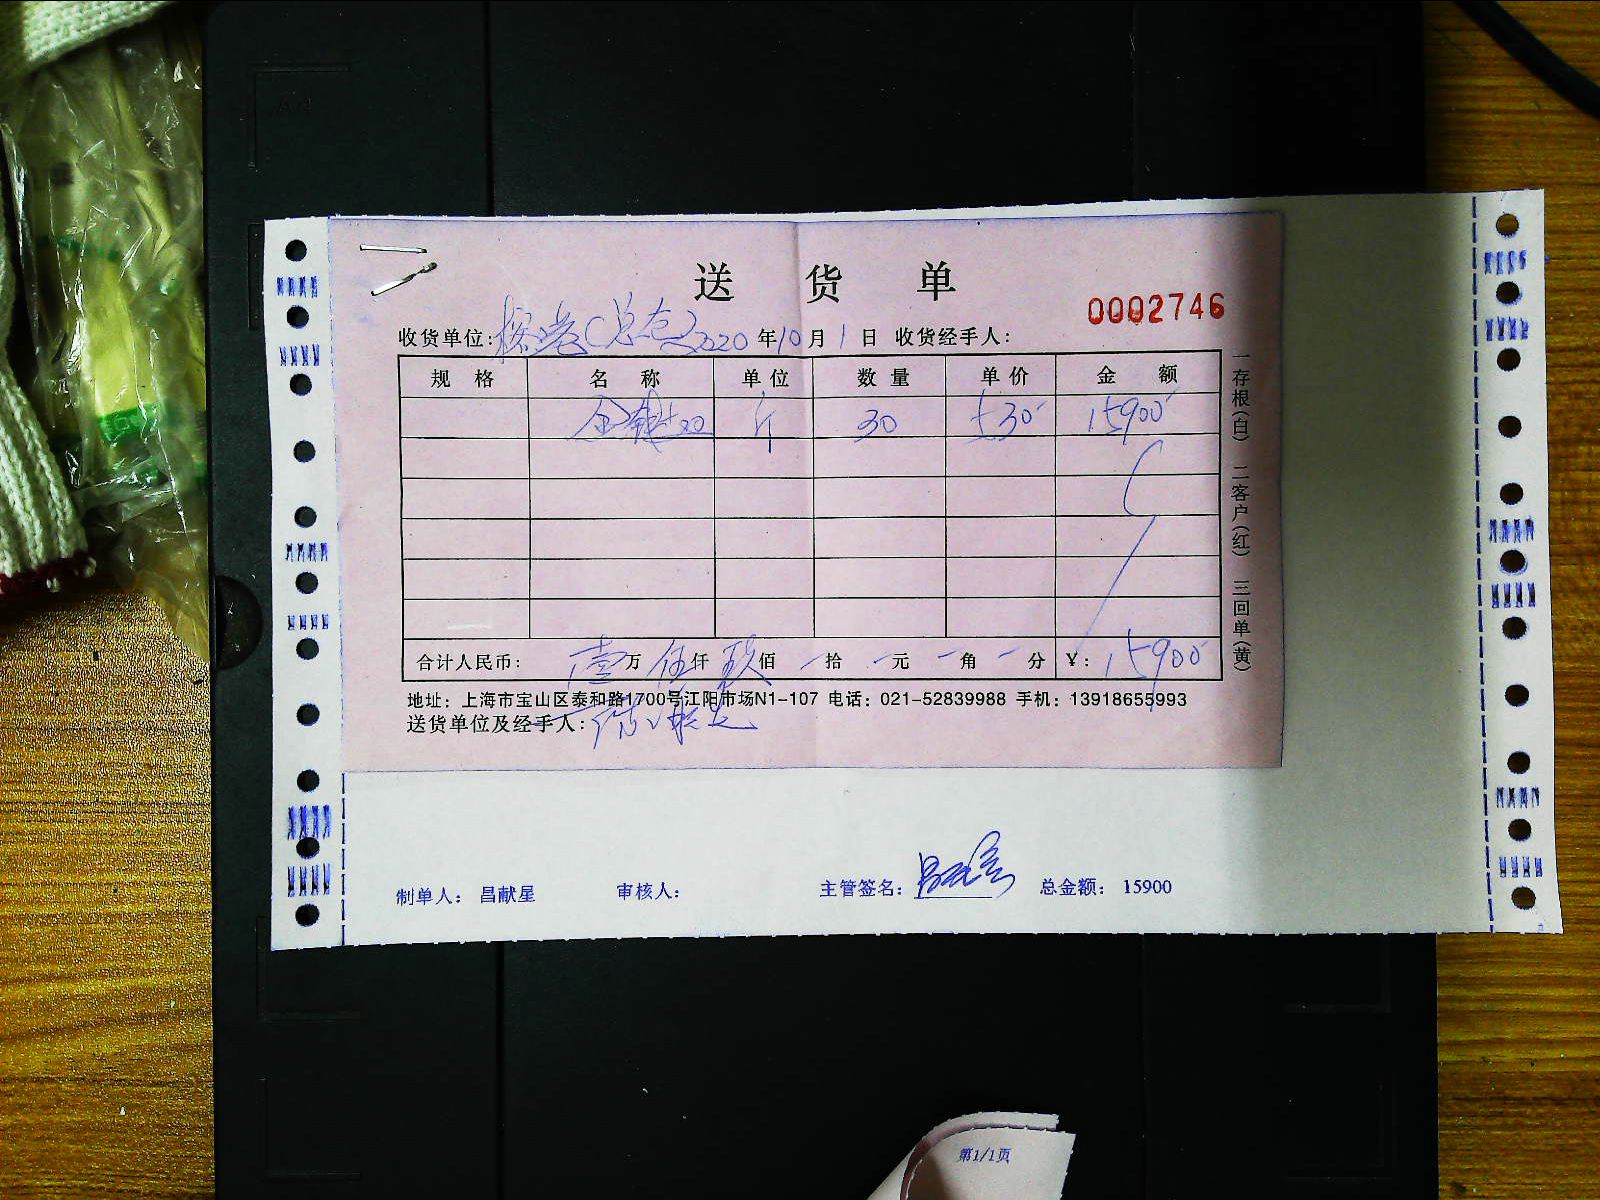 送 货 单
0002746
收货单位: (总仓) 2020 年 10 月 1 日 收货经手人:
规 格 名 称 单 位 数 量 单 价 金 额
斤 30 530 15900
合计人民币: 壹 万 伍 仟 玖 佰 拾 元 角 分 ¥: 15900
地址: 上海市宝山区泰和路1700号江阳市场N1-107 电话: 021-52839988 手机: 13918655993
送货单位及经手人:
一存根(白) 二客户(红) 三回单(黄)
制单人: 昌献星 审核人: 主管签名: 总金额: 15900
第1/1页